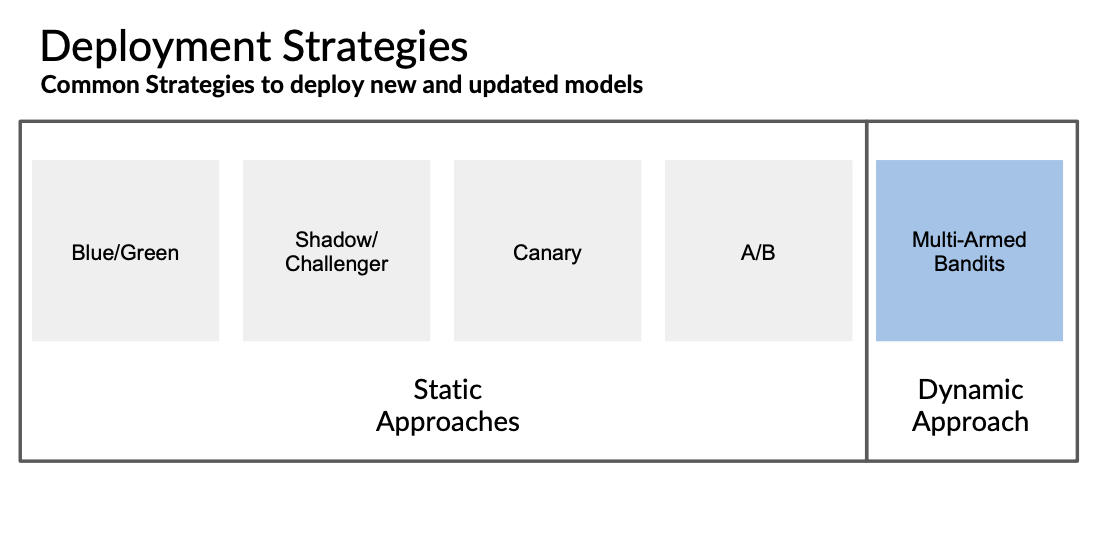 Deployment Strategies
Common Strategies to deploy new and updated models
Blue/Green
Shadow/
Challenger
Canary
A/B
Multi-Armed
Bandits
Static
Approaches
Dynamic
Approach